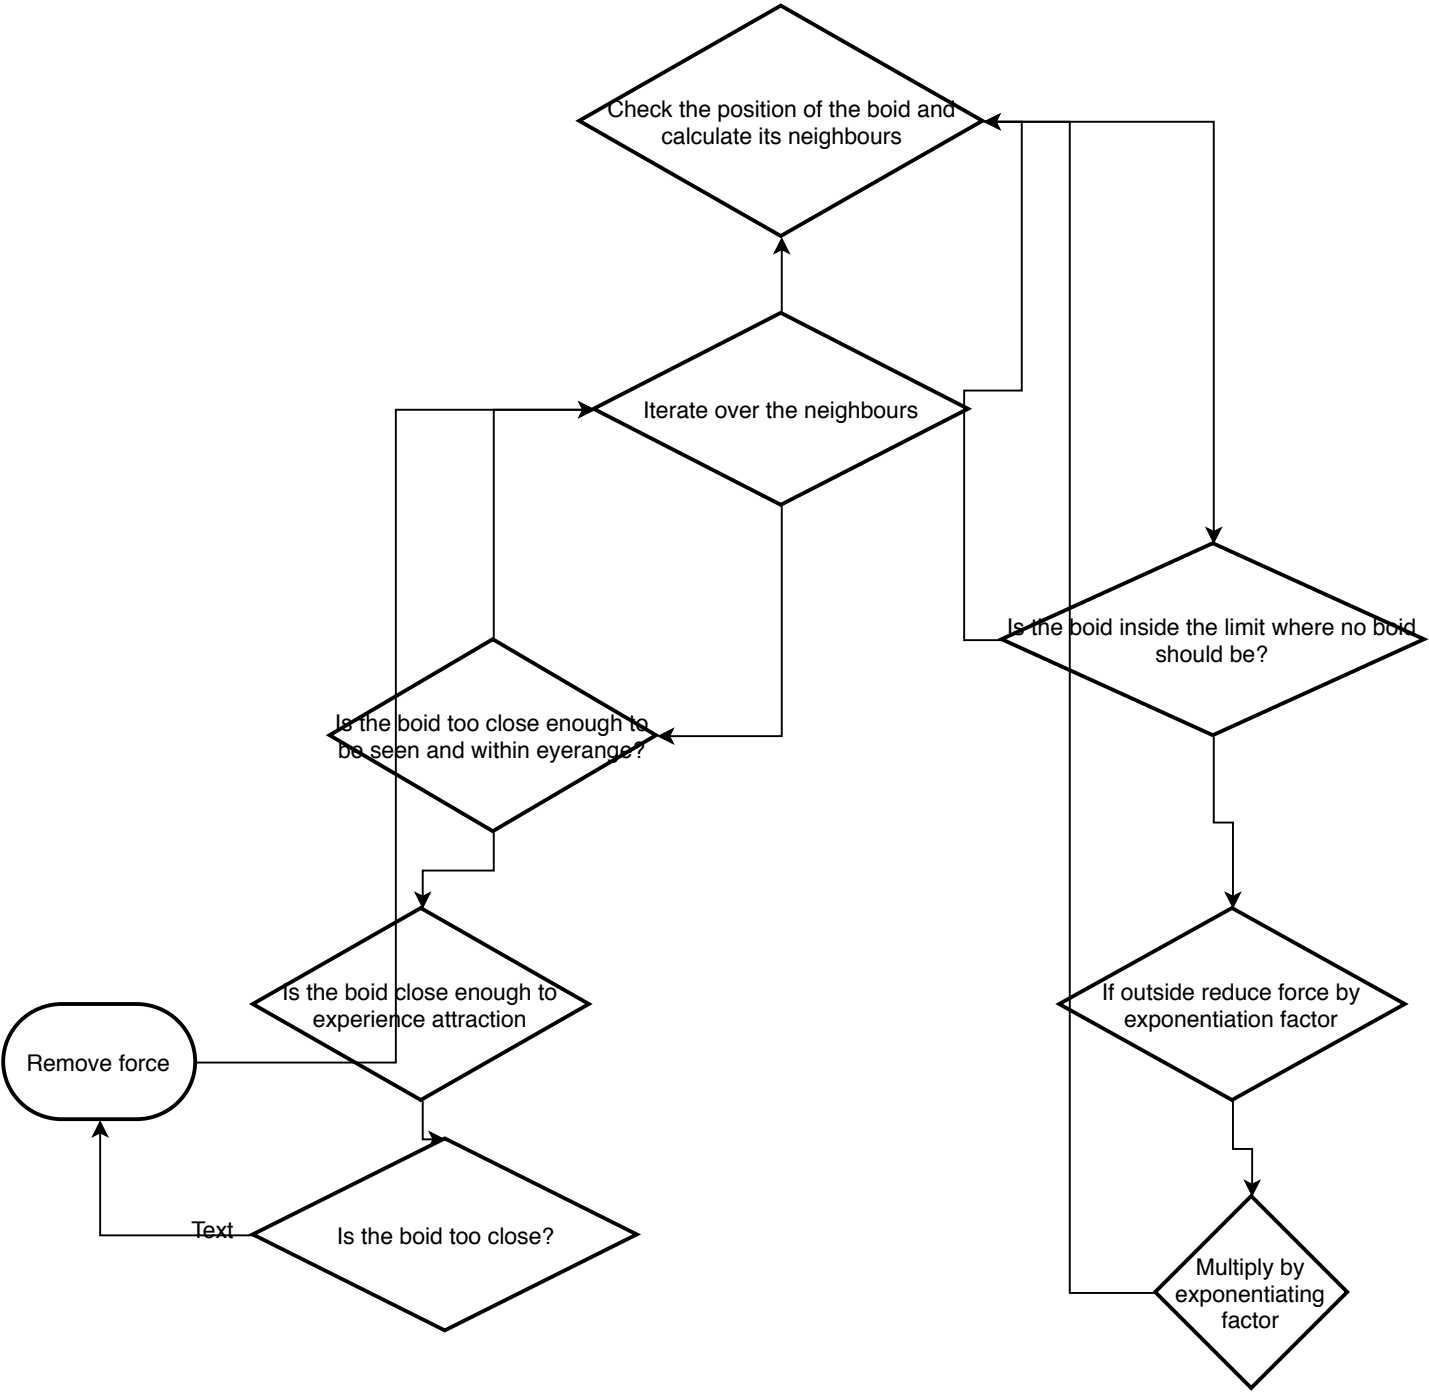 Check the position of the boid and
calculate its neighbours
Iterate over the neighbours
Is the boid inside the limit where no boid
should be?
Is the boid too close enough to
be seen and within eyerange?
Is the boid close enough to
experience attraction
If outside reduce force by
exponentiation factor
Remove force
Text
Is the boid too close?
Multiply by
exponentiating
factor